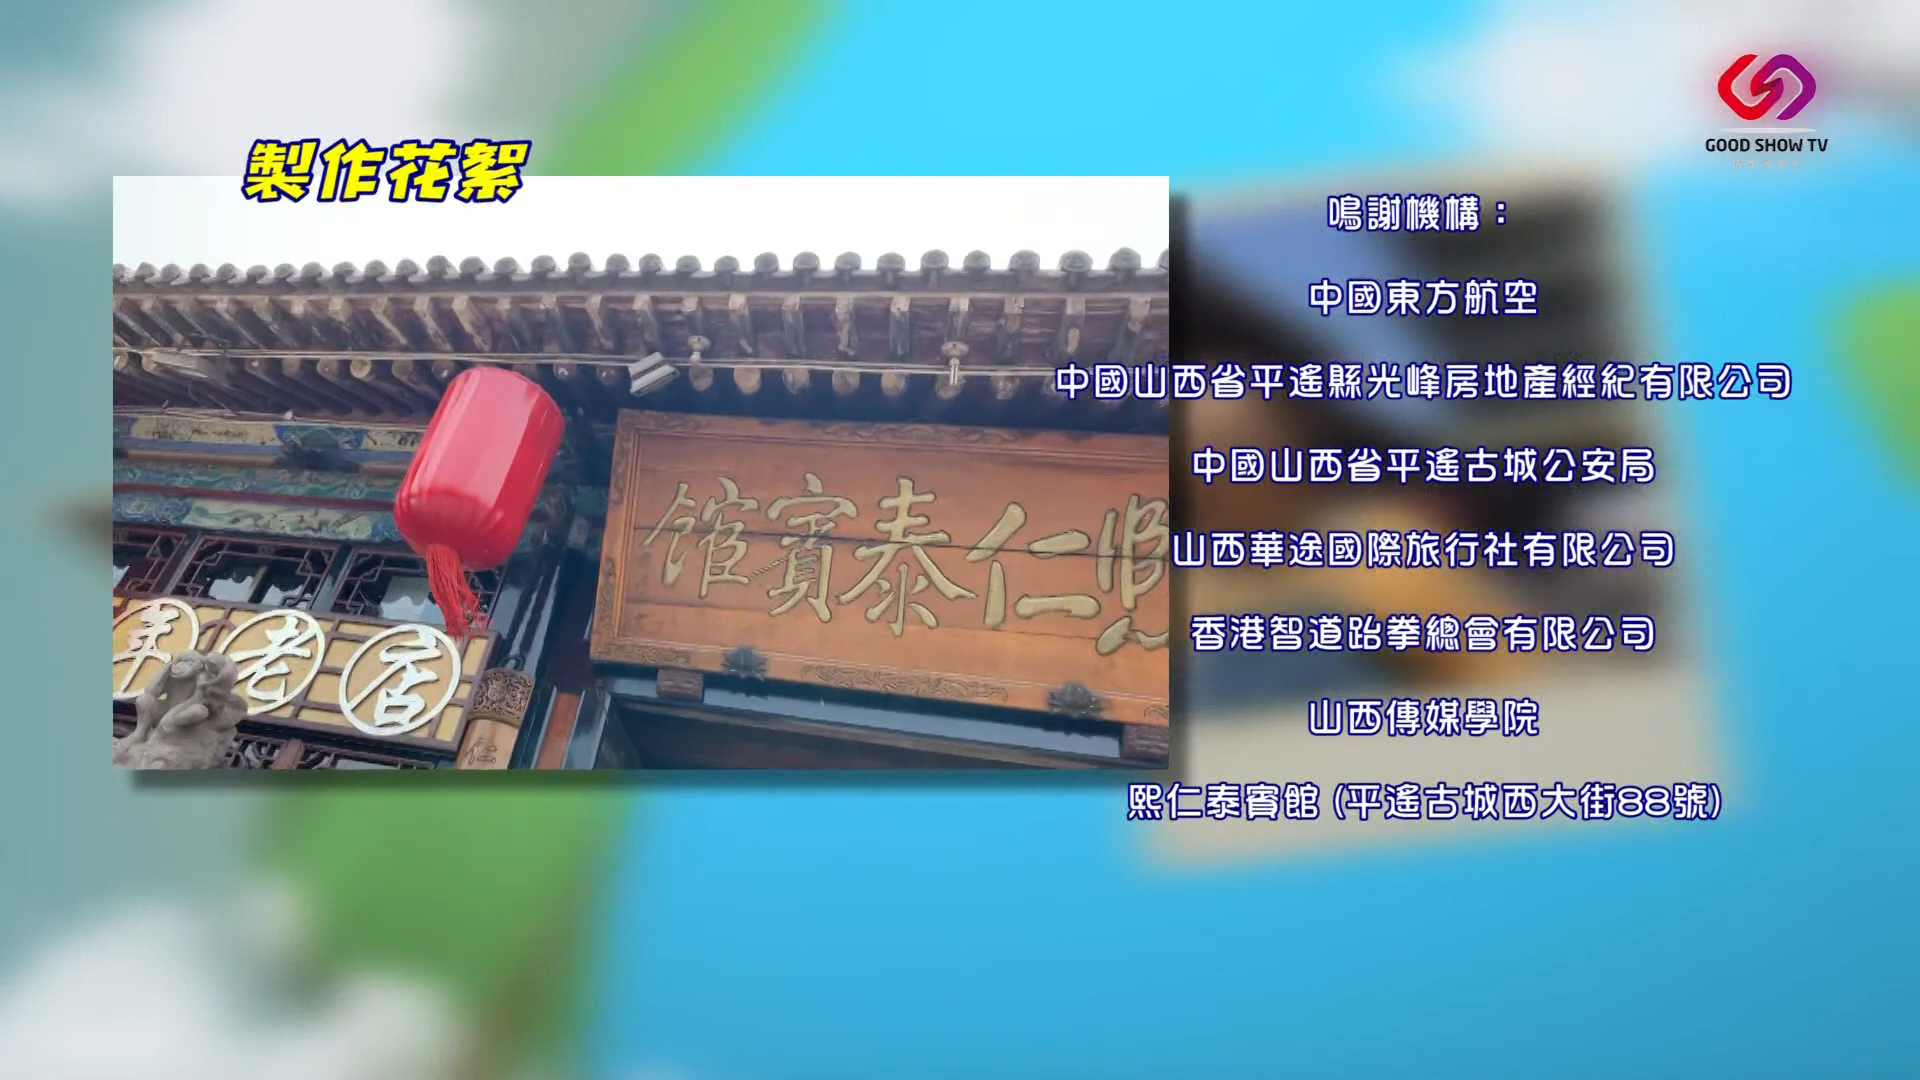 GOOD SHOW TV
製作花絮
鳴謝機構：
中國東方航空
中國山西省平遙縣光峰房地產經紀有限公司
中國山西省平遙古城公安局
山西華途國際旅行社有限公司
香港智道跆拳總會有限公司
山西傳媒學院
熙仁泰賓館 (平遙古城西大街88號)
熙仁泰賓館
年老店
仁